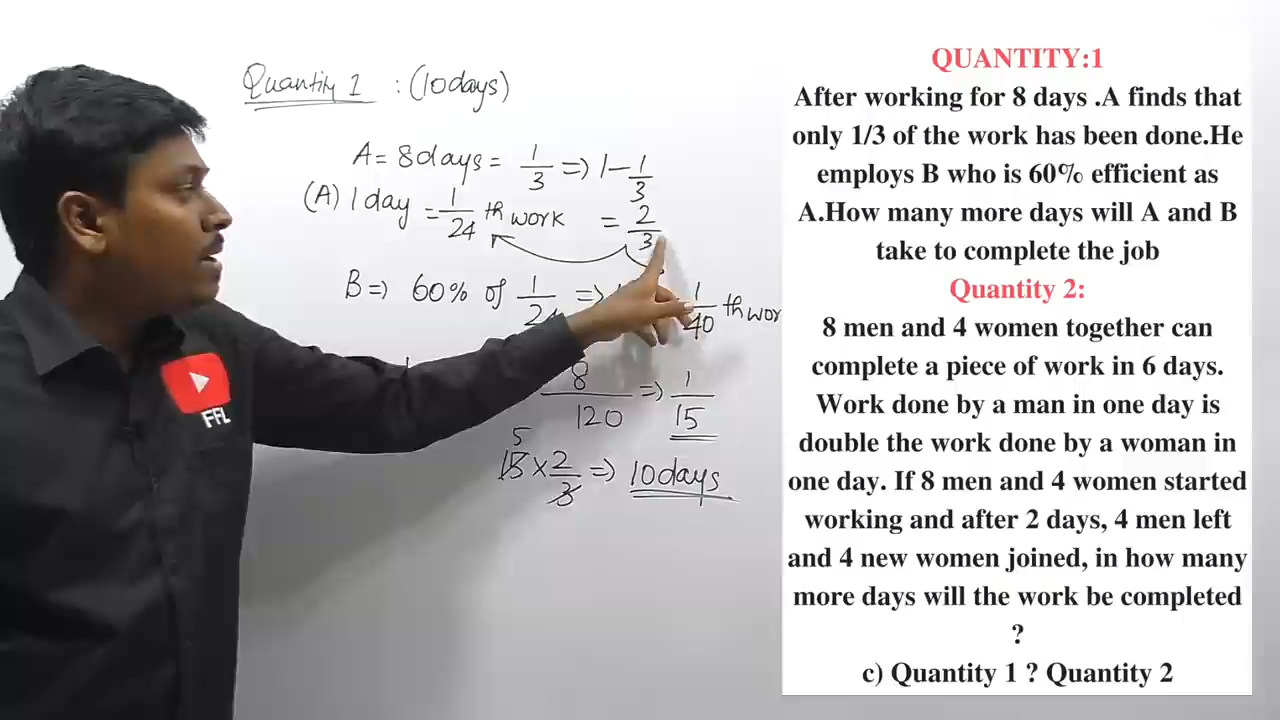 Quantity 1 : (10days)
A = 8days = 1/3 => 1 - 1/3
(A) 1 day = 1/24 th work = 2/3
B => 60% of 1/24 => 1/40 th wor
8/120 => 1/15
5
15 x 2/3 => 10days
FFL
QUANTITY:1
After working for 8 days .A finds that
only 1/3 of the work has been done.He
employs B who is 60% efficient as
A.How many more days will A and B
take to complete the job
Quantity 2:
8 men and 4 women together can
complete a piece of work in 6 days.
Work done by a man in one day is
double the work done by a woman in
one day. If 8 men and 4 women started
working and after 2 days, 4 men left
and 4 new women joined, in how many
more days will the work be completed
?
c) Quantity 1 ? Quantity 2